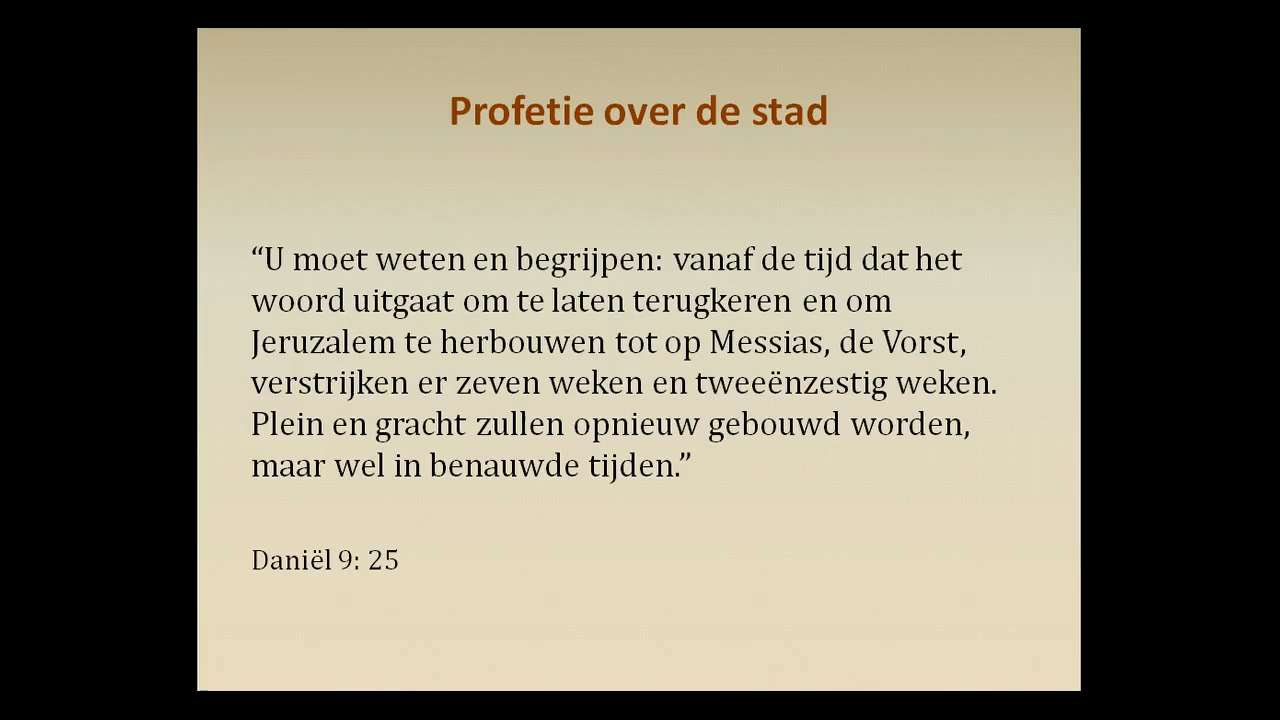 Profetie over de stad
“U moet weten en begrijpen: vanaf de tijd dat het
woord uitgaat om te laten terugkeren en om
Jeruzalem te herbouwen tot op Messias, de Vorst,
verstrijken er zeven weken en tweeënzestig weken.
Plein en gracht zullen opnieuw gebouwd worden,
maar wel in benauwde tijden.”
Daniël 9: 25